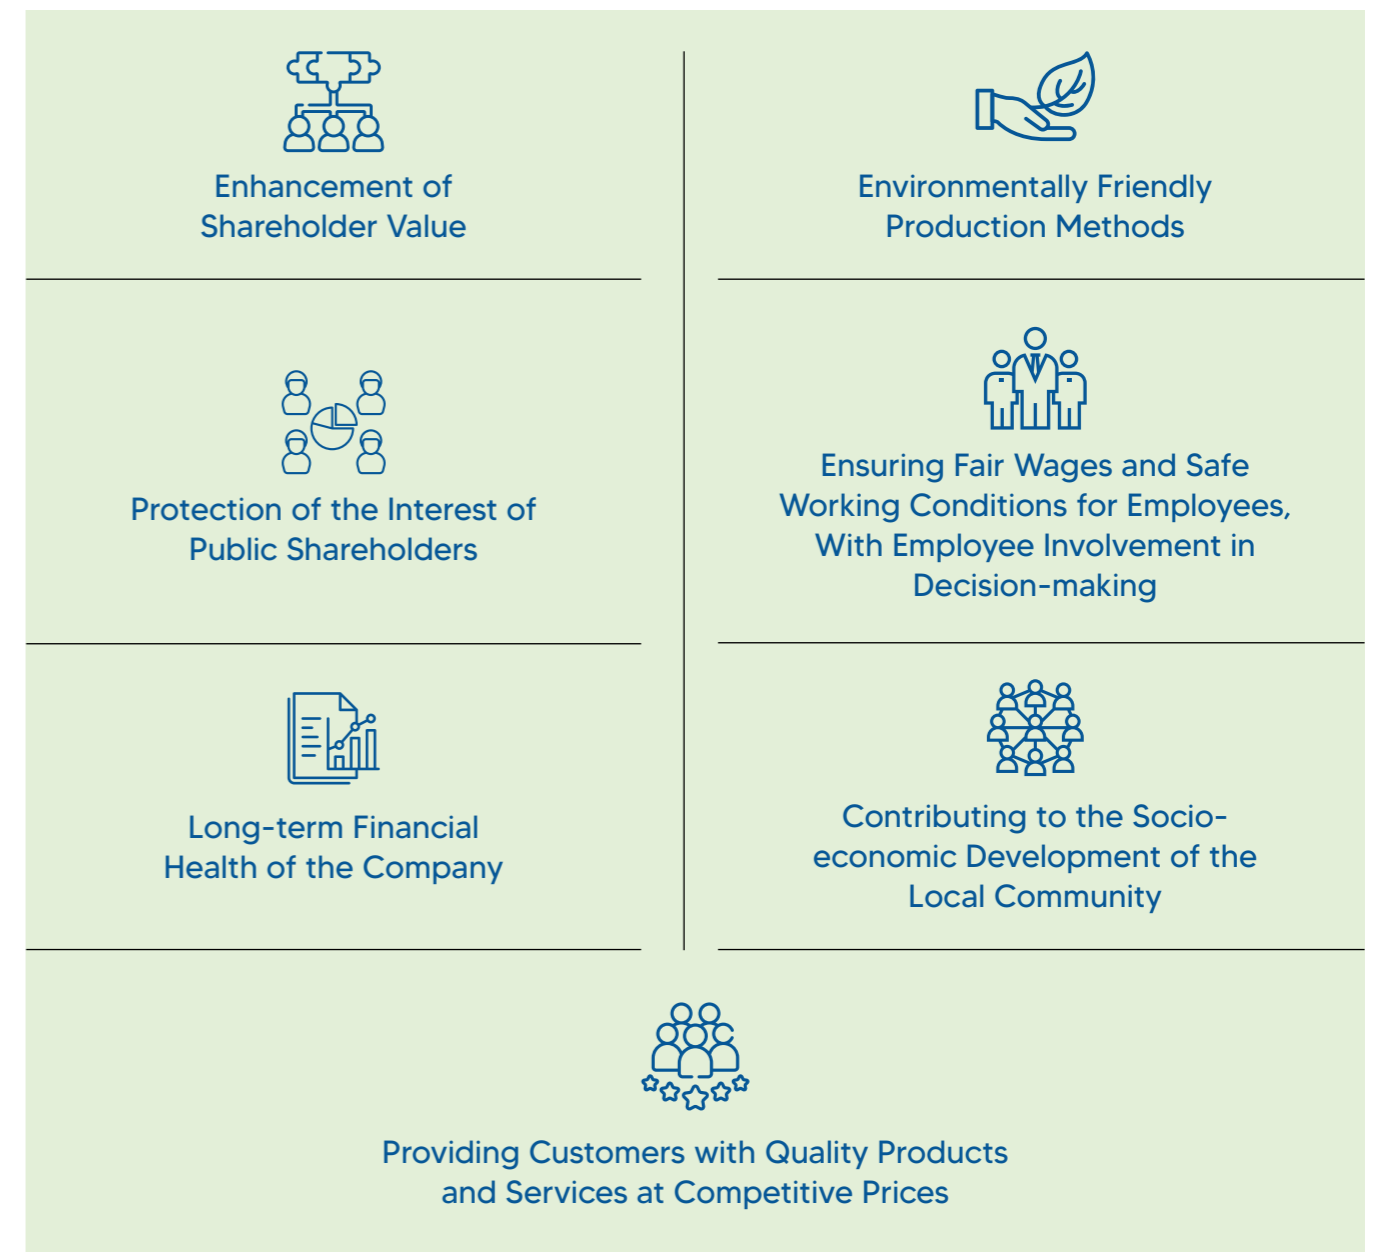 Enhancement of
Shareholder Value
Environmentally Friendly
Production Methods
Protection of the Interest of
Public Shareholders
Ensuring Fair Wages and Safe
Working Conditions for Employees,
With Employee Involvement in
Decision-making
Long-term Financial
Health of the Company
Contributing to the Socio-
economic Development of the
Local Community
Providing Customers with Quality Products
and Services at Competitive Prices